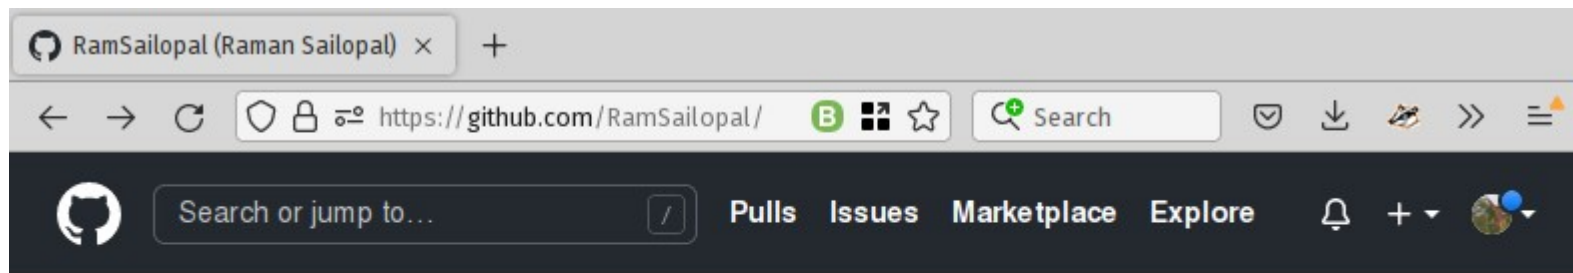 RamSailopal (Raman Sailopal)
https://github.com/RamSailopal/ B Search
Search or jump to... / Pulls Issues Marketplace Explore